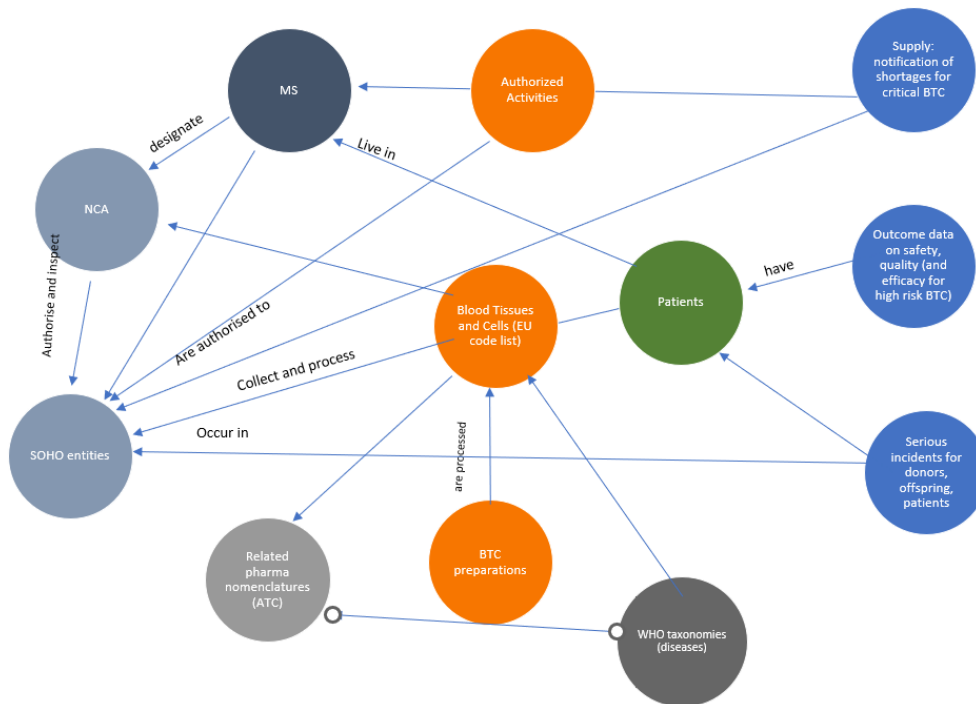 Supply:
notification of
shortages for
critical BTC
MS
Authorized
Activities
designate
Live in
NCA
Outcome data
on safety,
quality (and
efficacy for
high risk BTC)
have
Authorise and inspect
Patients
Blood Tissues
and Cells (EU
code list)
Are authorised to
Collect and process
Occur in
SOHO entities
are processed
Serious
incidents for
donors,
offspring,
patients
Related
pharma
nomenclatures
(ATC)
BTC
preparations
WHO taxonomies
(diseases)